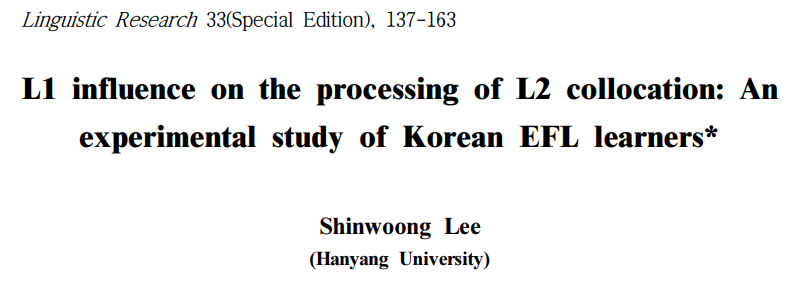 Linguistic Research 33(Special Edition), 137-163
L1 influence on the processing of L2 collocation: An
experimental study of Korean EFL learners*
Shinwoong Lee
(Hanyang University)